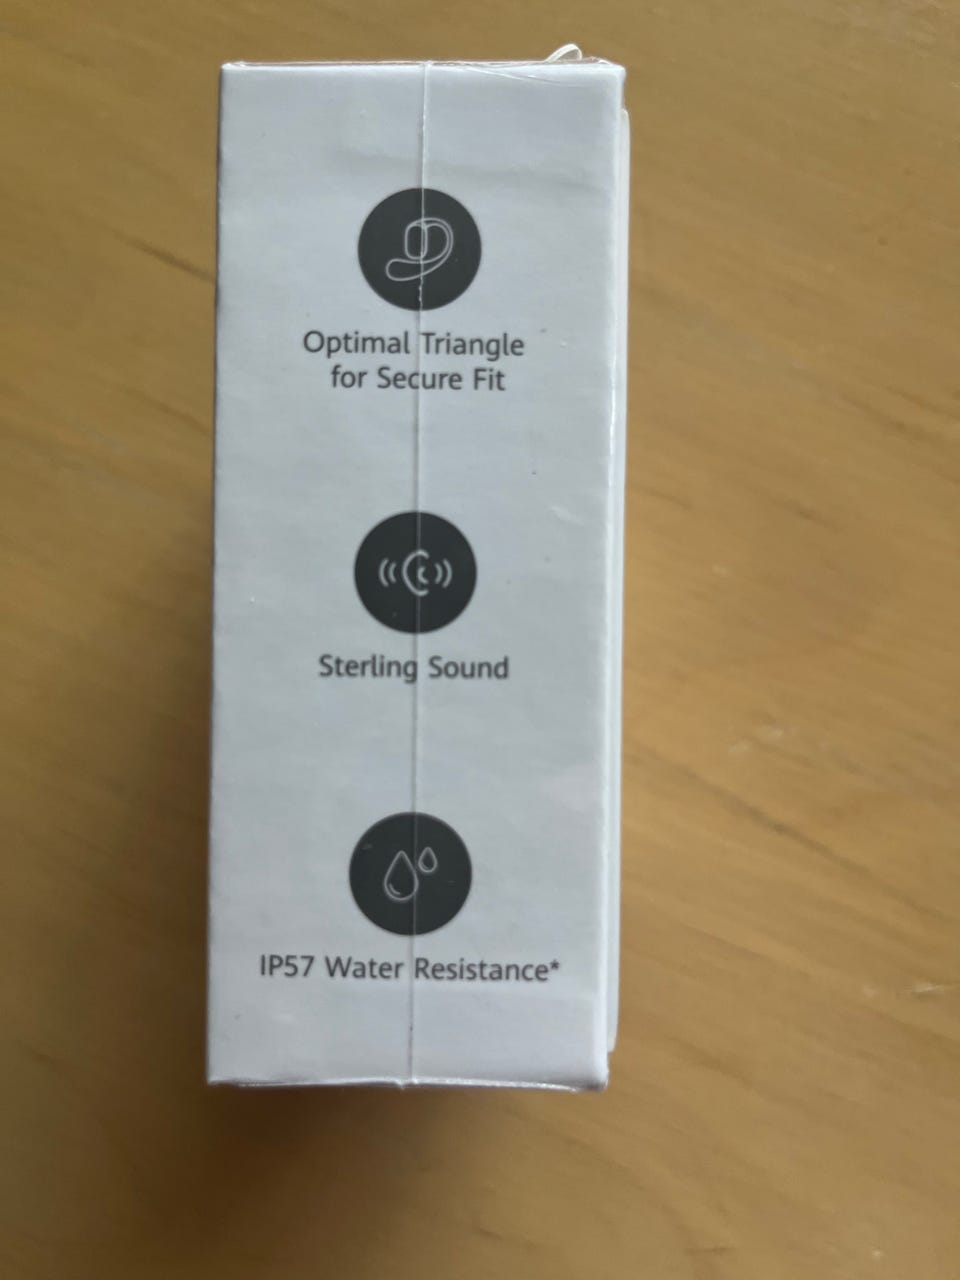 Optimal Triangle
for Secure Fit
Sterling Sound
IP57 Water Resistance*